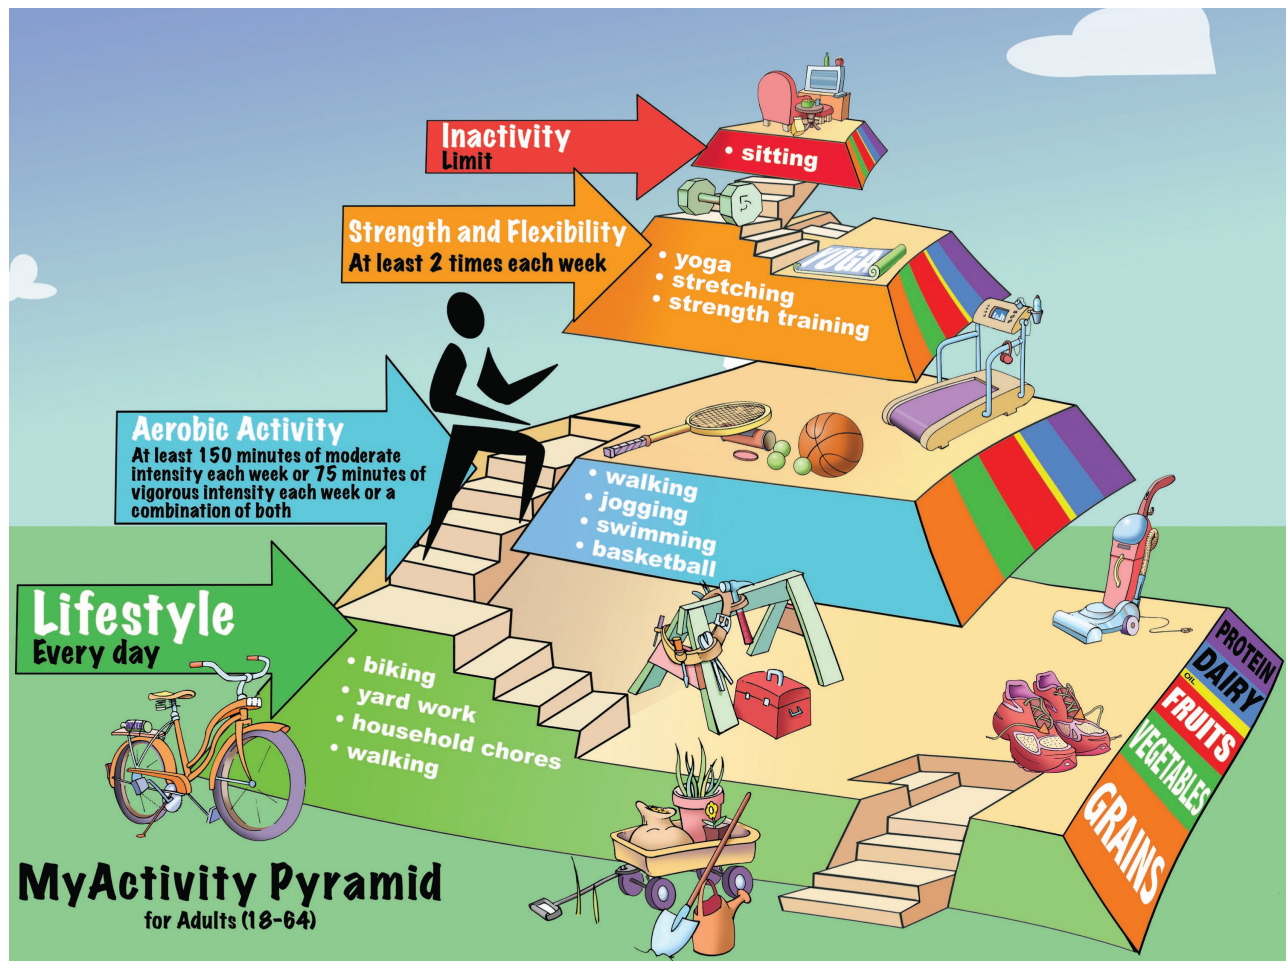 Inactivity
Limit
• sitting
5
Strength and Flexibility
At least 2 times each week
YOGA
• yoga
• stretching
• strength training
Aerobic Activity
At least 150 minutes of moderate
intensity each week or 75 minutes of
vigorous intensity each week or a
combination of both
• walking
• jogging
• swimming
• basketball
Lifestyle
Every day
• biking
• yard work
• household chores
• walking
PROTEIN
DAIRY
OIL
FRUITS
VEGETABLES
GRAINS
MyActivity Pyramid
for Adults (18-64)